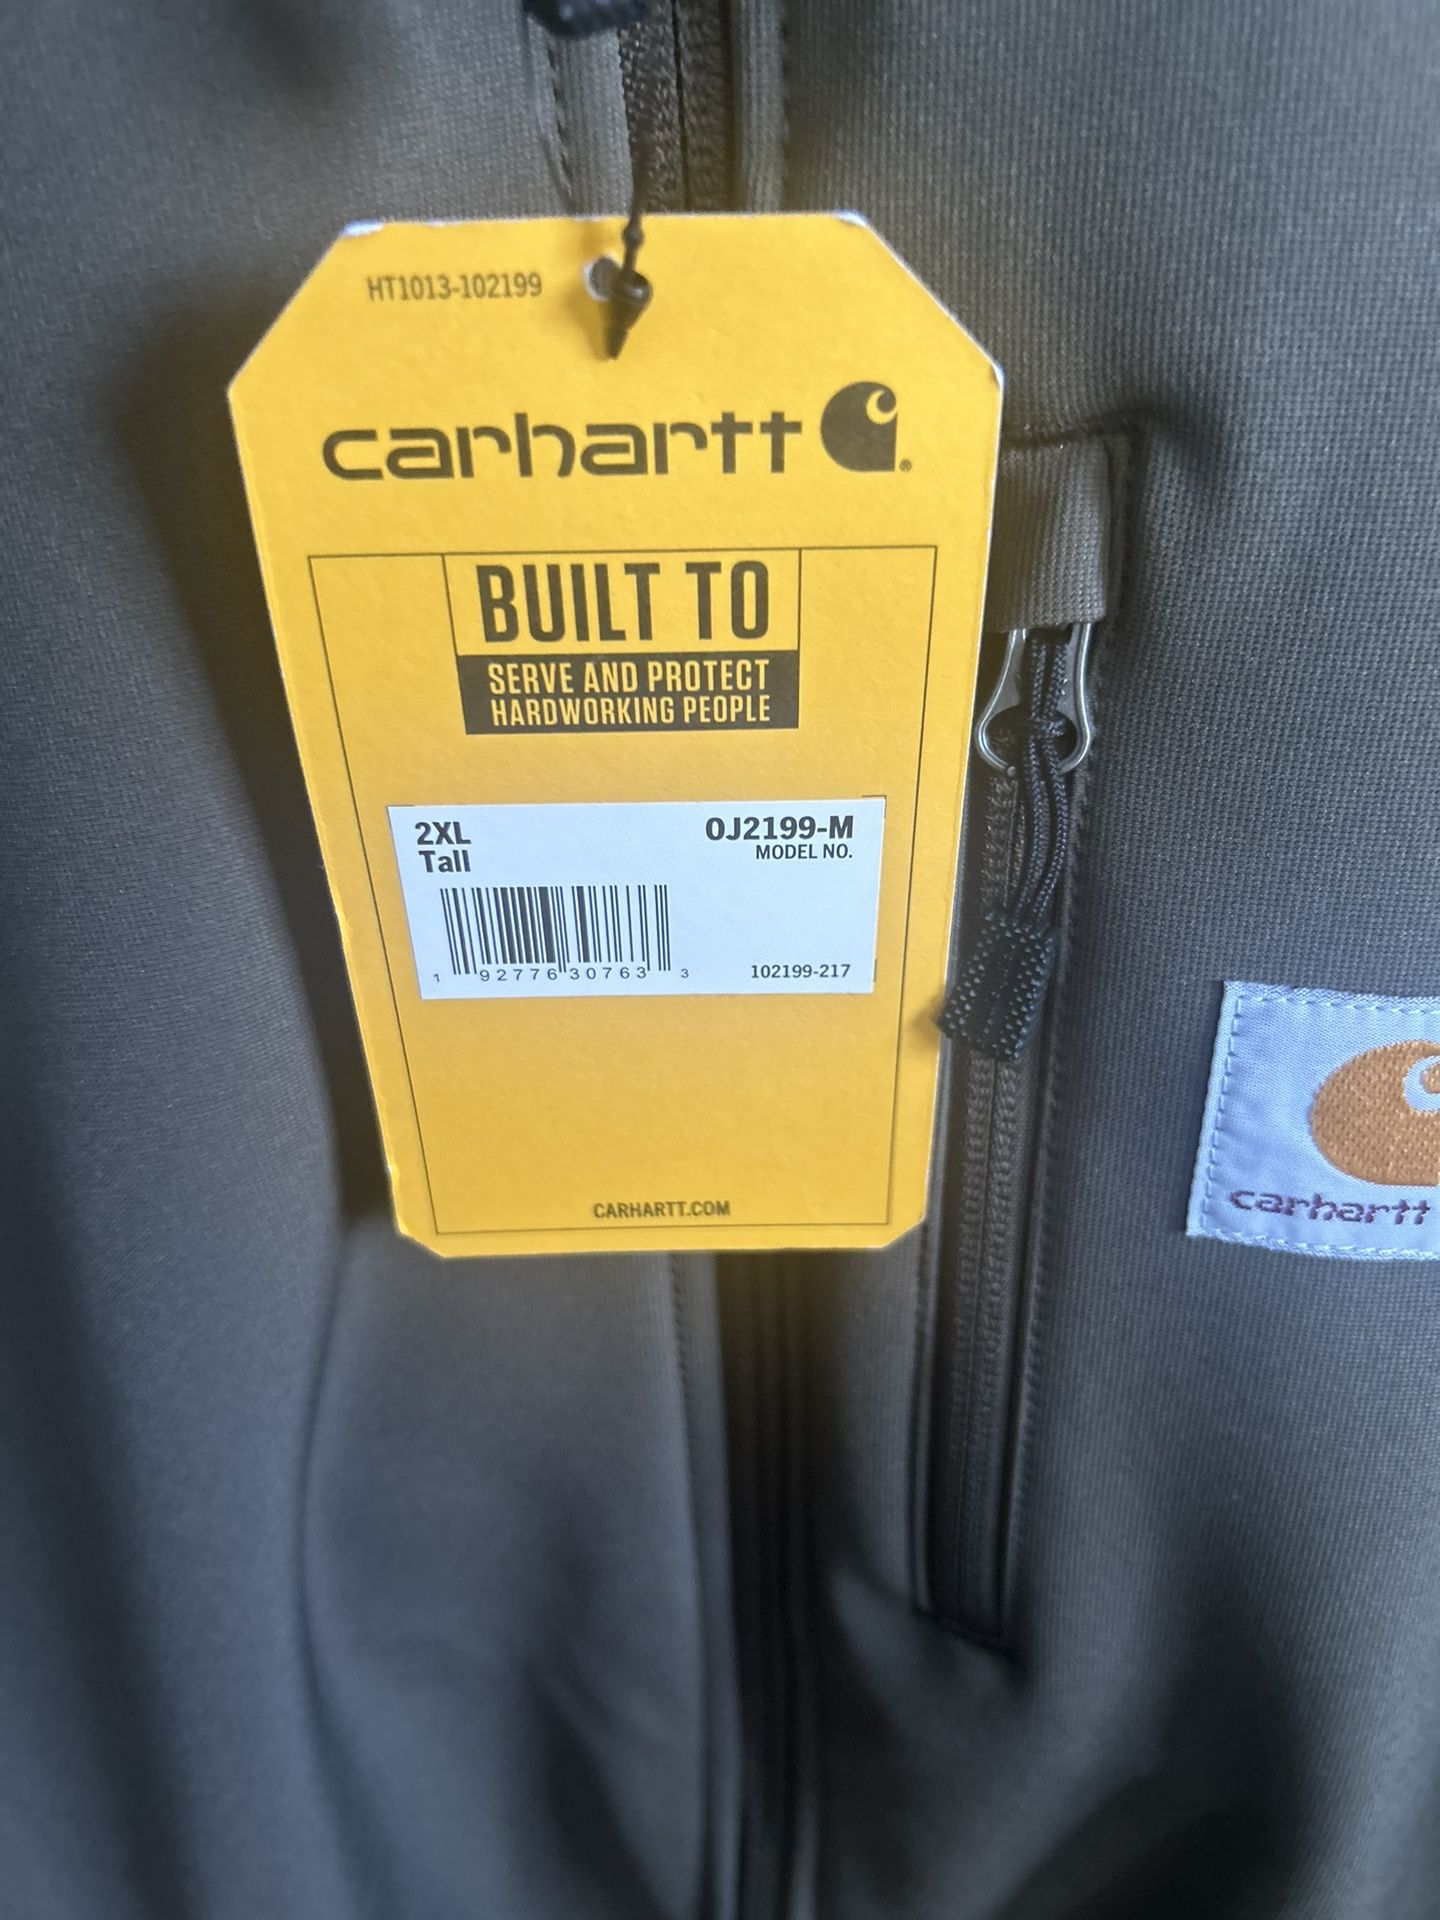 HT1013-102199
carhartt
BUILT TO
SERVE AND PROTECT
HARDWORKING PEOPLE
2XL
Tall
0J2199-M
MODEL NO.
1 92776 30763 3
102199-217
CARHARTT.COM
carhartt